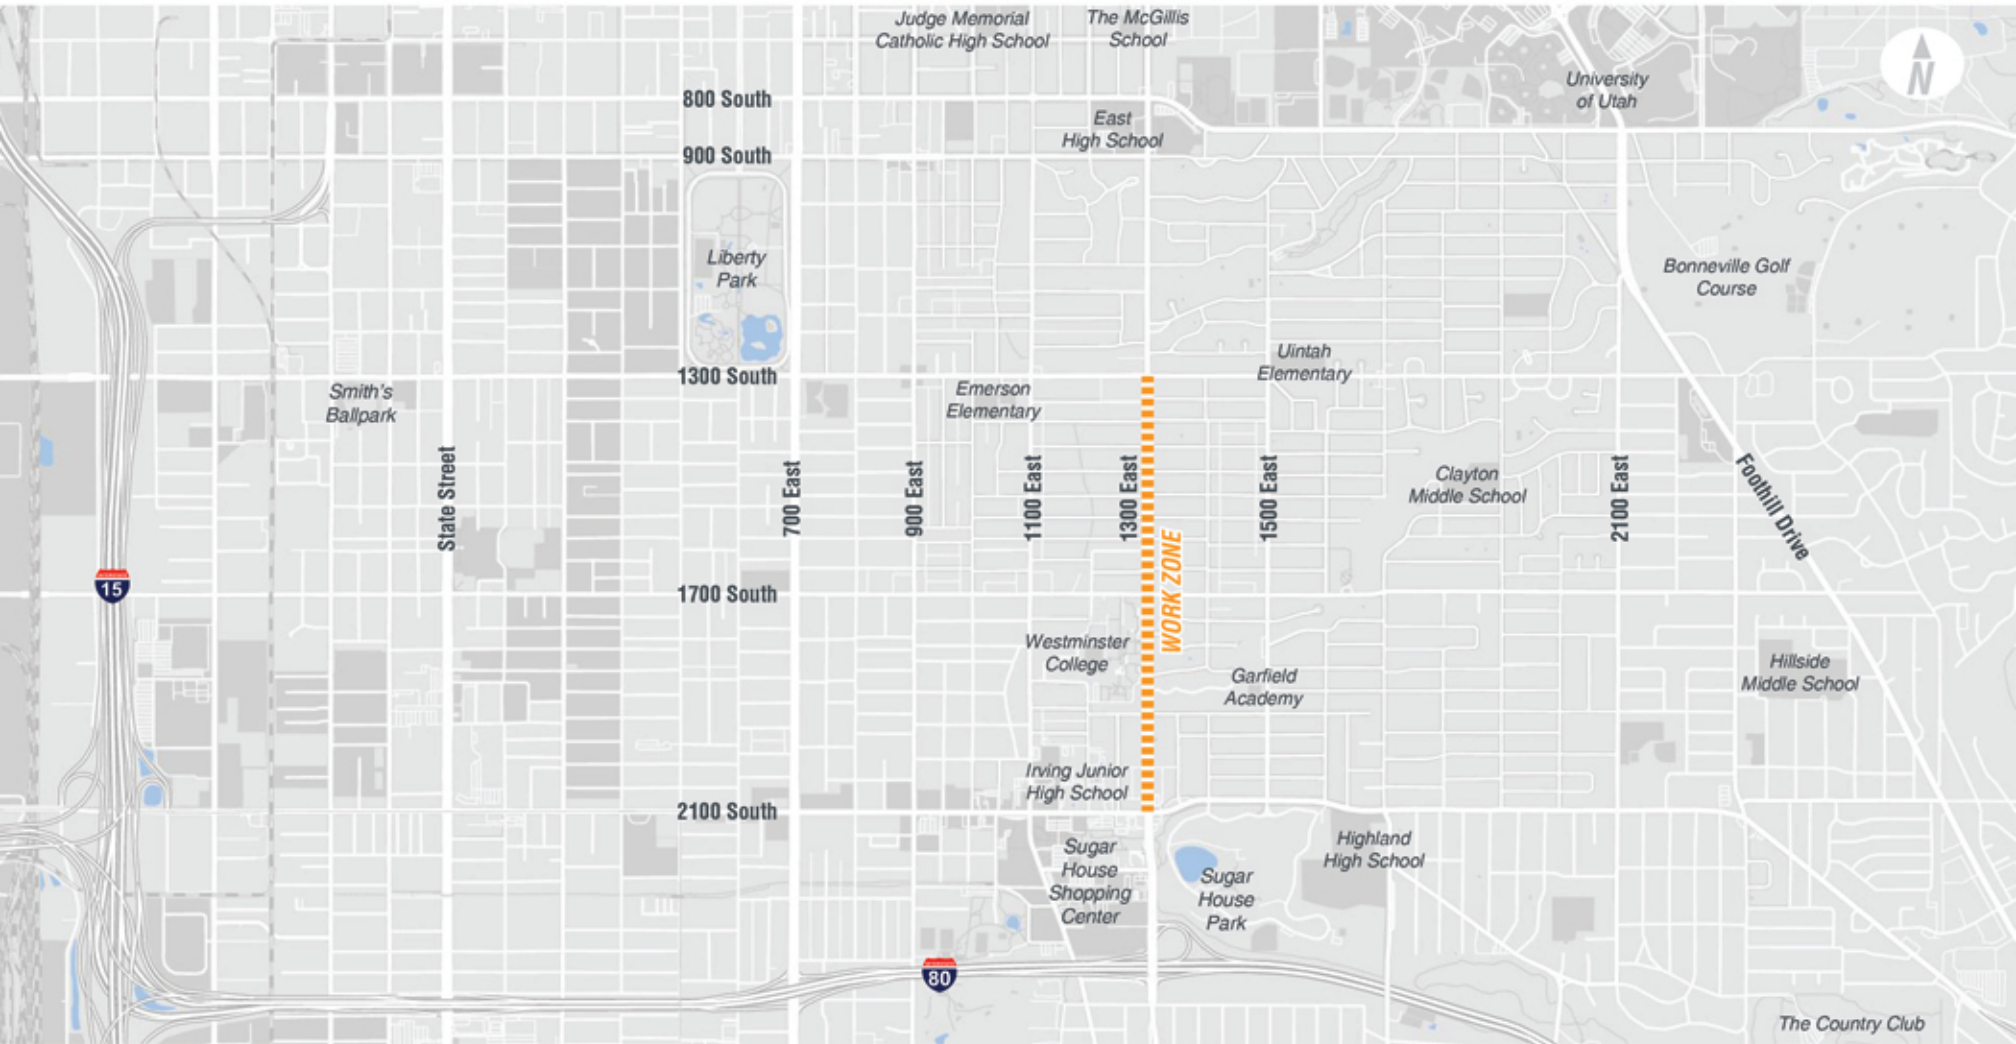 Judge Memorial
Catholic High School
The McGillis
School
N
University
of Utah
800 South
East
High School
900 South
Liberty
Park
Bonneville Golf
Course
Uintah
Elementary
1300 South
Smith's
Ballpark
Emerson
Elementary
State Street
700 East
900 East
1100 East
1300 East
1500 East
Clayton
Middle School
2100 East
Foothill Drive
WORK ZONE
15
1700 South
Westminster
College
Garfield
Academy
Hillside
Middle School
Irving Junior
High School
2100 South
Sugar
House
Shopping
Center
Highland
High School
Sugar
House
Park
80
The Country Club